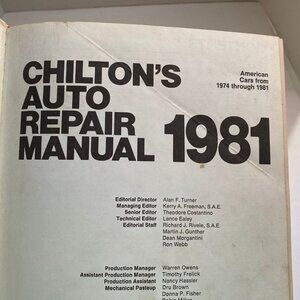 CHILTON'S
AUTO
REPAIR
MANUAL 1981
American
Cars from
1974 through 1981
Editorial Director Alan F. Turner
Managing Editor Kerry A. Freeman, S.A.E.
Senior Editor Theodore Costantino
Technical Editor Lance Ealey
Editorial Staff Richard J. Rivele, S.A.E.
Martin J. Gunther
Dean Morgantini
Ron Webb
Production Manager Warren Owens
Assistant Production Manager Timothy Frelick
Production Assistant Nancy Hassler
Mechanical Pasteup Dru Brown
Donna P. Fisher